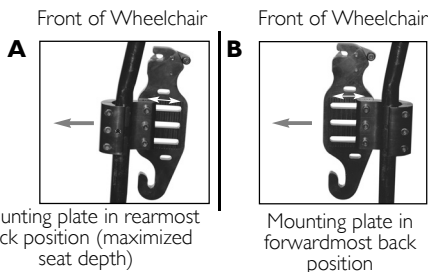 Front of Wheelchair
A
unting plate in rearmost
ck position (maximized
seat depth)
Front of Wheelchair
B
Mounting plate in
forwardmost back
position